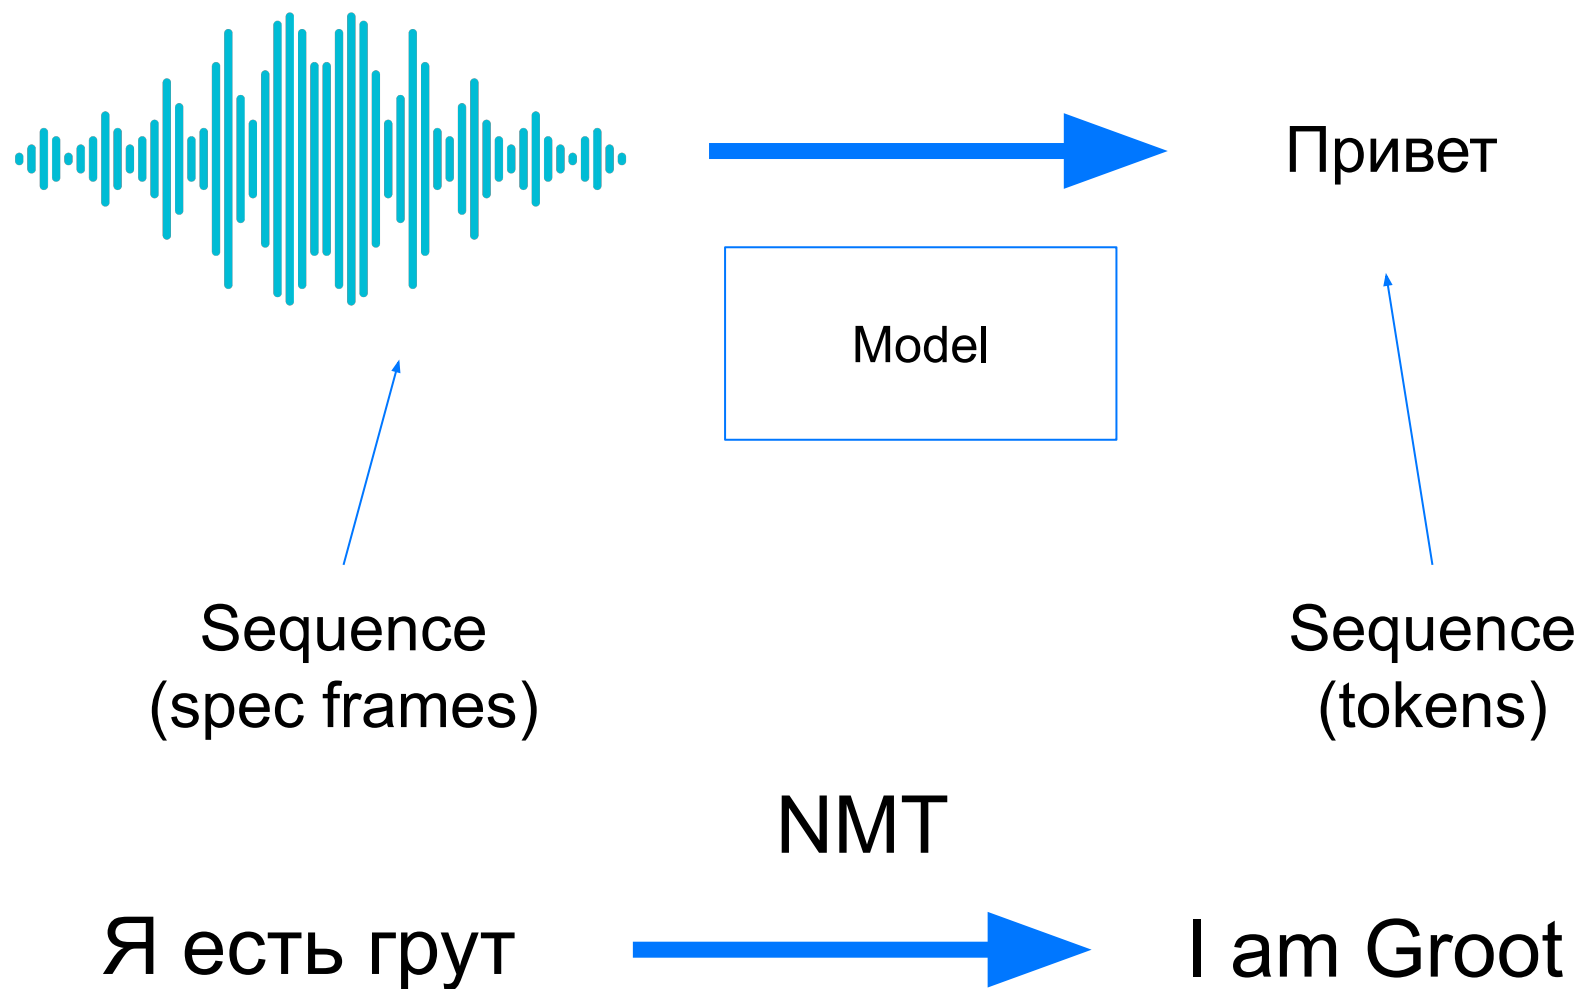 Привет
Model
Sequence
(spec frames)
Sequence
(tokens)
NMT
Я есть грут
I am Groot